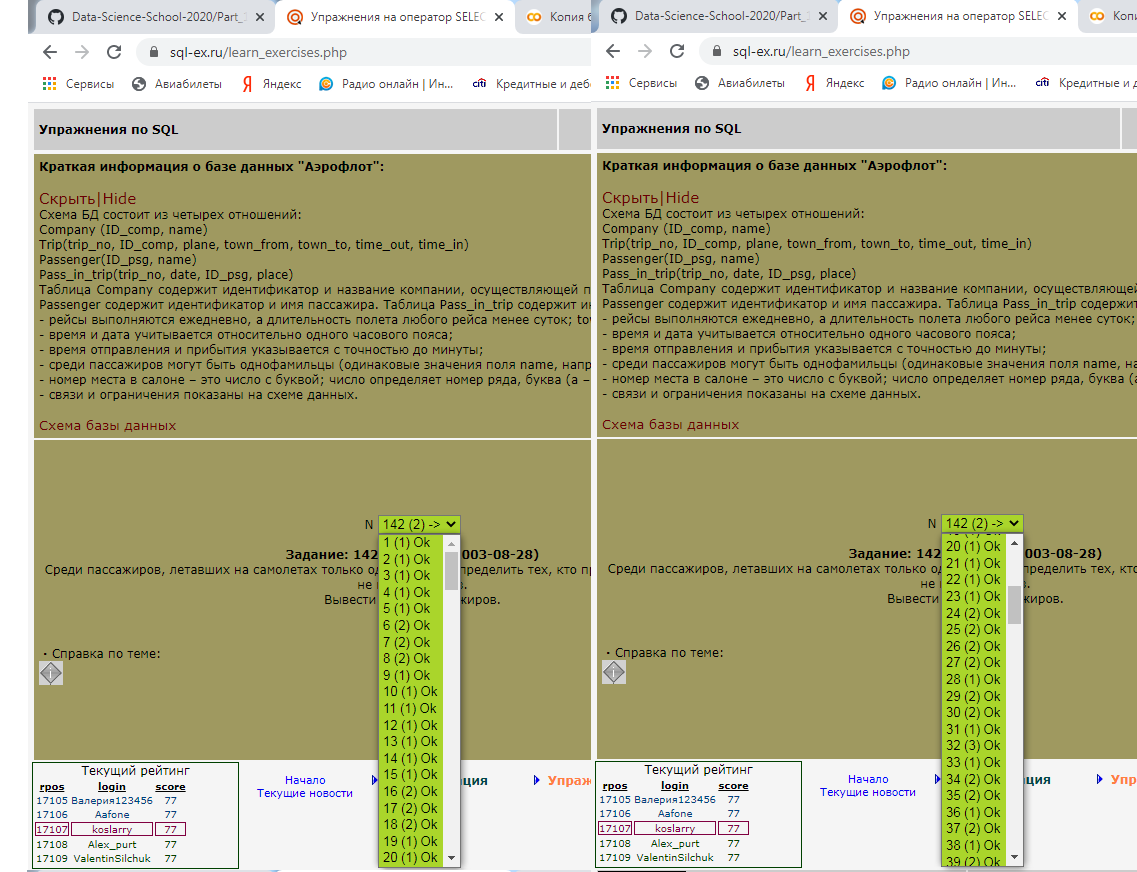 Data-Science-School-2020/Part_
Упражнения на оператор SELEC
Копия б
sql-ex.ru/learn_exercises.php
Сервисы
Авиабилеты
Яндекс
Радио онлайн | Ин...
citi
Кредитные и деб
Упражнения по SQL
Краткая информация о базе данных "Аэрофлот":
Скрыть|Hide
Схема БД состоит из четырех отношений:
Company (ID_comp, name)
Trip(trip_no, ID_comp, plane, town_from, town_to, time_out, time_in)
Passenger(ID_psg, name)
Pass_in_trip(trip_no, date, ID_psg, place)
Таблица Company содержит идентификатор и название компании, осуществляющей п
Passenger содержит идентификатор и имя пассажира. Таблица Pass_in_trip содержит ин
- рейсы выполняются ежедневно, а длительность полета любого рейса менее суток; tow
- время и дата учитывается относительно одного часового пояса;
- время отправления и прибытия указывается с точностью до минуты;
- среди пассажиров могут быть однофамильцы (одинаковые значения поля name, напр
- номер места в салоне – это число с буквой; число определяет номер ряда, буква (a –
- связи и ограничения показаны на схеме данных.
Схема базы данных
N 142 (2) ->
Задание: 142 003-08-28)
Среди пассажиров, летавших на самолетах только од пределить тех, кто пр
не в.
Вывести жиров.
1 (1) Ok
2 (1) Ok
3 (1) Ok
4 (1) Ok
5 (1) Ok
6 (2) Ok
7 (2) Ok
8 (2) Ok
9 (1) Ok
10 (1) Ok
11 (1) Ok
12 (1) Ok
13 (1) Ok
14 (1) Ok
15 (1) Ok
16 (2) Ok
17 (2) Ok
18 (2) Ok
19 (1) Ok
20 (1) Ok
· Справка по теме:
Текущий рейтинг
rpos login score
17105 Валерия123456 77
17106 Aafone 77
17107 koslarry 77
17108 Alex_purt 77
17109 ValentinSilchuk 77
Начало
Текущие новости
ция
Упраж
Data-Science-School-2020/Part_
Упражнения на оператор SELEC
Копи
sql-ex.ru/learn_exercises.php
Сервисы
Авиабилеты
Яндекс
Радио онлайн | Ин...
citi
Кредитные и д
Упражнения по SQL
Краткая информация о базе данных "Аэрофлот":
Скрыть|Hide
Схема БД состоит из четырех отношений:
Company (ID_comp, name)
Trip(trip_no, ID_comp, plane, town_from, town_to, time_out, time_in)
Passenger(ID_psg, name)
Pass_in_trip(trip_no, date, ID_psg, place)
Таблица Company содержит идентификатор и название компании, осуществляющей
Passenger содержит идентификатор и имя пассажира. Таблица Pass_in_trip содержит
- рейсы выполняются ежедневно, а длительность полета любого рейса менее суток;
- время и дата учитывается относительно одного часового пояса;
- время отправления и прибытия указывается с точностью до минуты;
- среди пассажиров могут быть однофамильцы (одинаковые значения поля name, на
- номер места в салоне – это число с буквой; число определяет номер ряда, буква (a
- связи и ограничения показаны на схеме данных.
Схема базы данных
N 142 (2) ->
Задание: 142 003-08-28)
Среди пассажиров, летавших на самолетах только од пределить тех, кто
не в.
Вывести жиров.
20 (1) Ok
21 (1) Ok
22 (1) Ok
23 (1) Ok
24 (2) Ok
25 (2) Ok
26 (2) Ok
27 (2) Ok
28 (1) Ok
29 (2) Ok
30 (2) Ok
31 (1) Ok
32 (3) Ok
33 (1) Ok
34 (2) Ok
35 (2) Ok
36 (1) Ok
37 (2) Ok
38 (1) Ok
39 (2) Ok
· Справка по теме:
Текущий рейтинг
rpos login score
17105 Валерия123456 77
17106 Aafone 77
17107 koslarry 77
17108 Alex_purt 77
17109 ValentinSilchuk 77
Начало
Текущие новости
ция
Упр